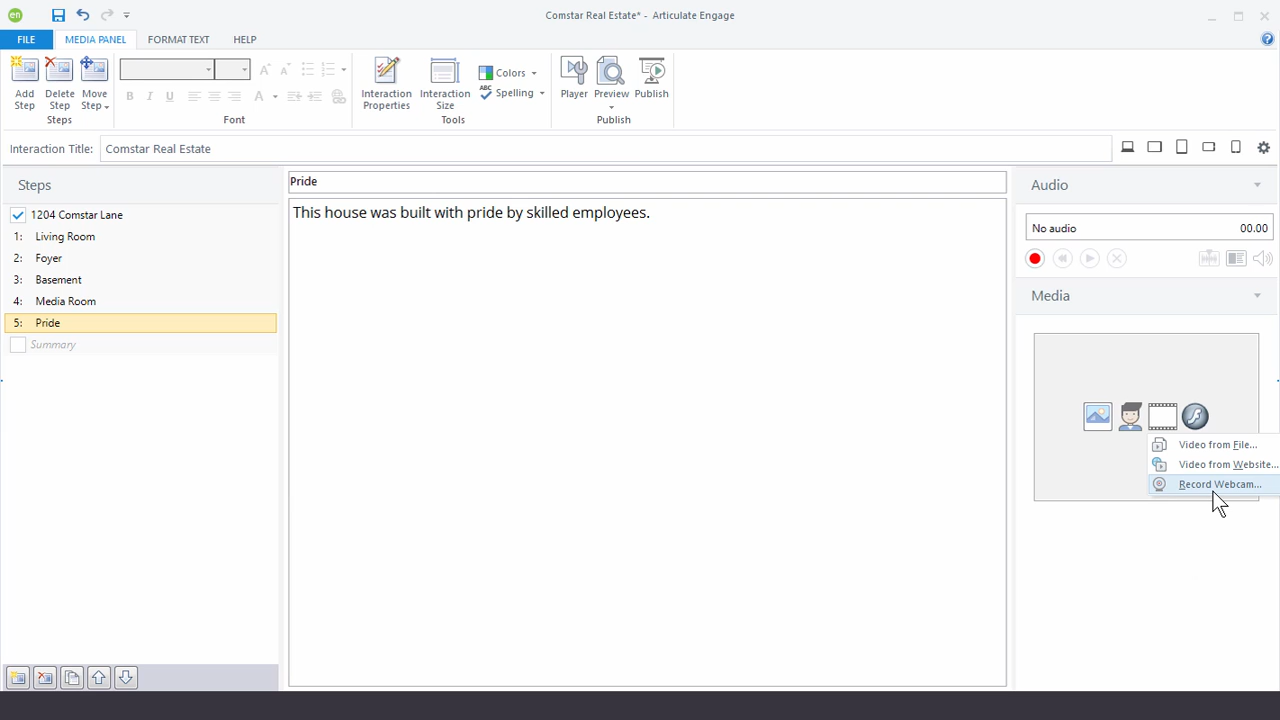 en
Comstar Real Estate* - Articulate Engage
FILE MEDIA PANEL FORMAT TEXT HELP
Add Step
Delete Step
Move Step
Steps
B I U A
Font
Interaction Properties
Interaction Size
Colors
ABC Spelling
Tools
Player
Preview
Publish
Publish
Interaction Title: Comstar Real Estate
Steps
1204 Comstar Lane
1: Living Room
2: Foyer
3: Basement
4: Media Room
5: Pride
Summary
Pride
This house was built with pride by skilled employees.
Audio
No audio 00.00
Media
Video from File...
Video from Website...
Record Webcam...